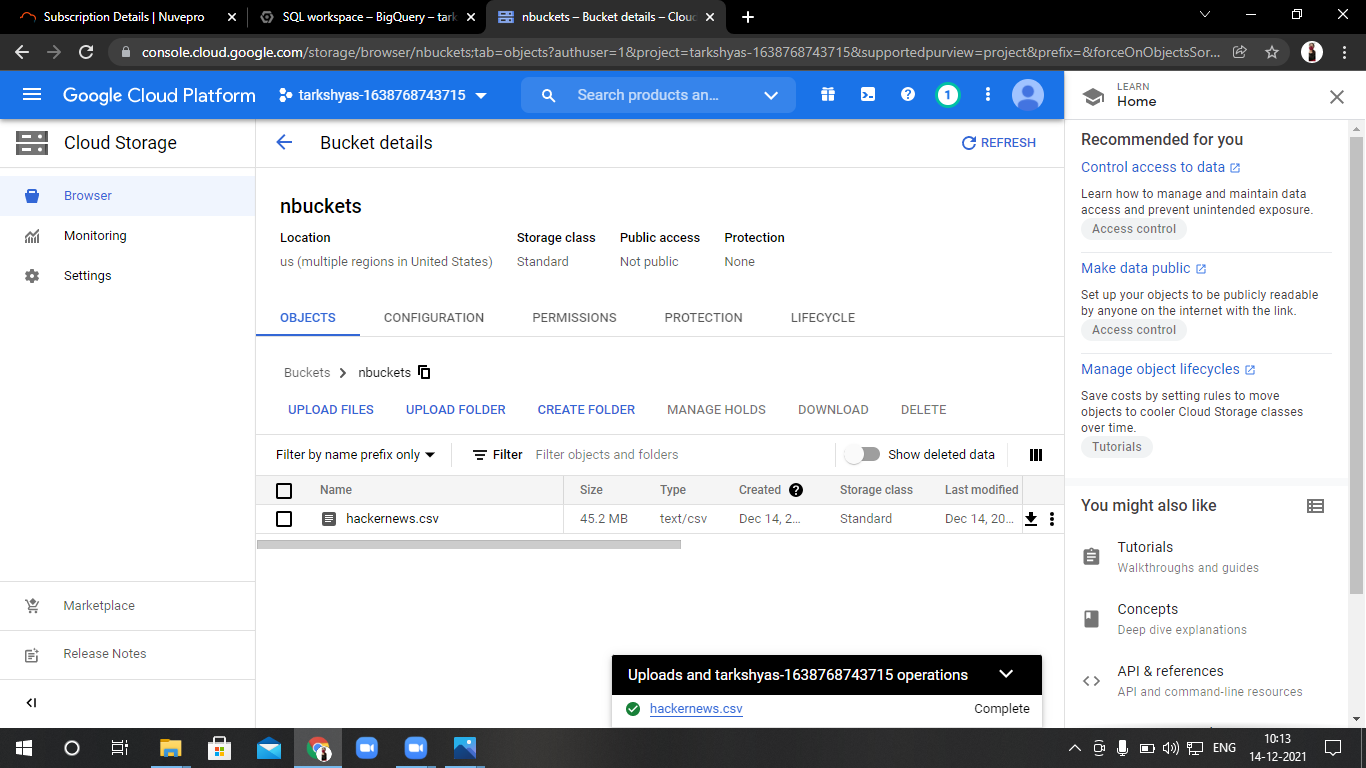 Subscription Details | Nuvepro
SQL workspace – BigQuery – tark
nbuckets – Bucket details – Clou
console.cloud.google.com/storage/browser/nbuckets;tab=objects?authuser=1&project=tarkshyas-1638768743715&supportedpurview=project&prefix=&forceOnObjectsSor...
Google Cloud Platform
tarkshyas-1638768743715
Search products an...
1
LEARN
Home
Cloud Storage
Bucket details
REFRESH
Browser
Monitoring
Settings
Marketplace
Release Notes
nbuckets
Location Storage class Public access Protection
us (multiple regions in United States) Standard Not public None
OBJECTS CONFIGURATION PERMISSIONS PROTECTION LIFECYCLE
Buckets > nbuckets
UPLOAD FILES UPLOAD FOLDER CREATE FOLDER MANAGE HOLDS DOWNLOAD DELETE
Filter by name prefix only Filter Filter objects and folders Show deleted data
Name Size Type Created Storage class Last modified
hackernews.csv 45.2 MB text/csv Dec 14, 2... Standard Dec 14, 20...
Uploads and tarkshyas-1638768743715 operations
hackernews.csv Complete
Recommended for you
Control access to data
Learn how to manage and maintain data
access and prevent unintended exposure.
Access control
Make data public
Set up your objects to be publicly readable
by anyone on the internet with the link.
Access control
Manage object lifecycles
Save costs by setting rules to move
objects to cooler Cloud Storage classes
over time.
Tutorials
You might also like
Tutorials
Walkthroughs and guides
Concepts
Deep dive explanations
API & references
API and command-line resources
ENG
10:13
14-12-2021